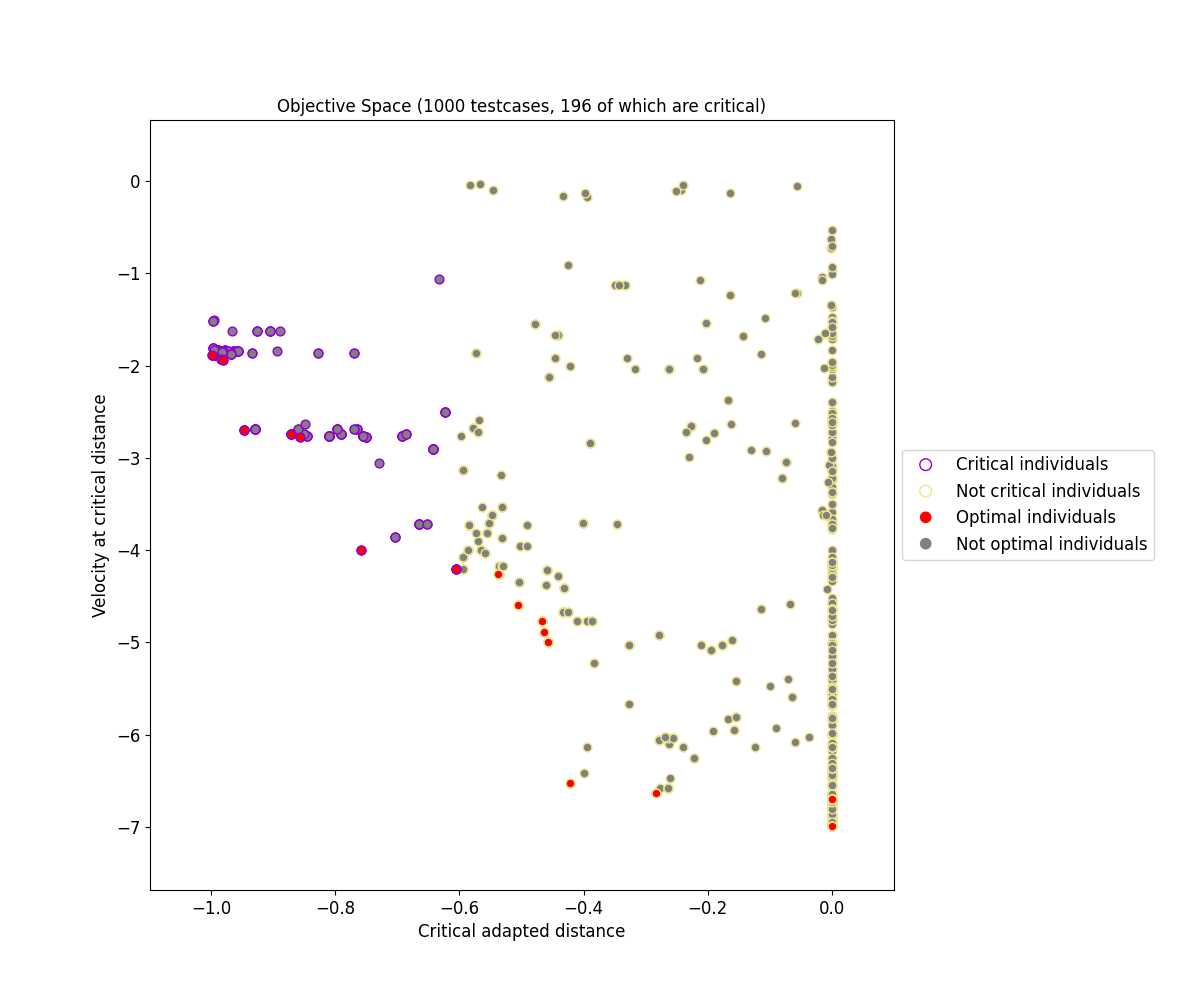 Objective Space (1000 testcases, 196 of which are critical)
Velocity at critical distance
0
−1
−2
−3
−4
−5
−6
−7
−1.0
−0.8
−0.6
−0.4
−0.2
0.0
Critical adapted distance
Critical individuals
Not critical individuals
Optimal individuals
Not optimal individuals